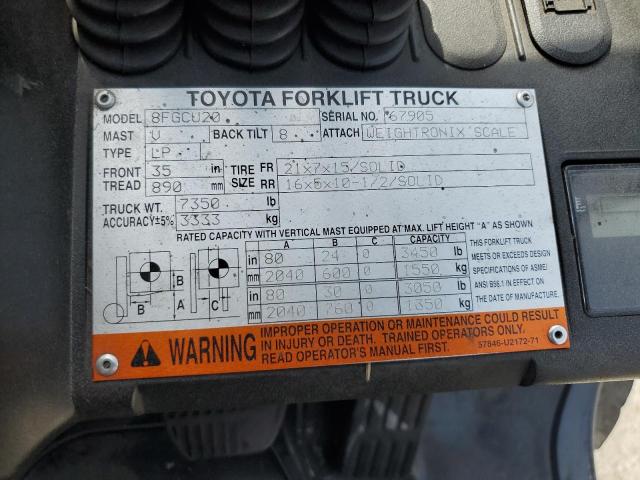 TOYOTA FORKLIFT TRUCK
MODEL 8FGCU20 SERIAL NO. 67905
MAST V BACK TILT 8 ATTACH WEIGHTRONIX SCALE
TYPE LP
FRONT 35 in TIRE FR 21x7x15/SOLID
TREAD 890 mm SIZE RR 16x5x10-1/2/SOLID
TRUCK WT. 7350 lb
ACCURACY±5% 3333 kg
RATED CAPACITY WITH VERTICAL MAST EQUIPPED AT MAX. LIFT HEIGHT "A" AS SHOWN
A B C CAPACITY
in 80 24 0 3450 lb
mm 2040 600 0 1550 kg
in 80 30 0 3050 lb
mm 2040 760 0 1350 kg
B A B C
THIS FORKLIFT TRUCK
MEETS OR EXCEEDS DESIGN
SPECIFICATIONS OF ASME/
ANSI B56.1 IN EFFECT ON
THE DATE OF MANUFACTURE.
WARNING
IMPROPER OPERATION OR MAINTENANCE COULD RESULT
IN INJURY OR DEATH. TRAINED OPERATORS ONLY.
READ OPERATOR'S MANUAL FIRST.
57846-U2172-71